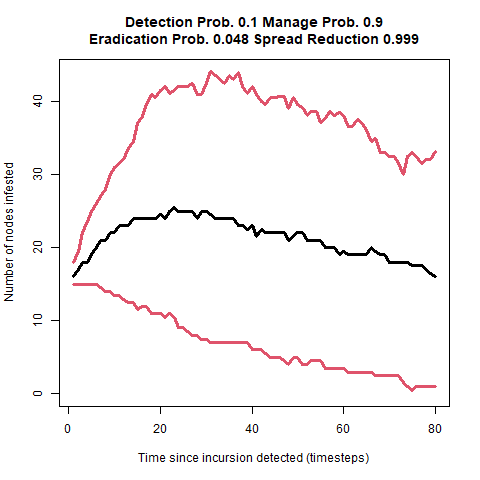 Detection Prob. 0.1 Manage Prob. 0.9
Eradication Prob. 0.048 Spread Reduction 0.999
Number of nodes infested
40
30
20
10
0
0 20 40 60 80
Time since incursion detected (timesteps)